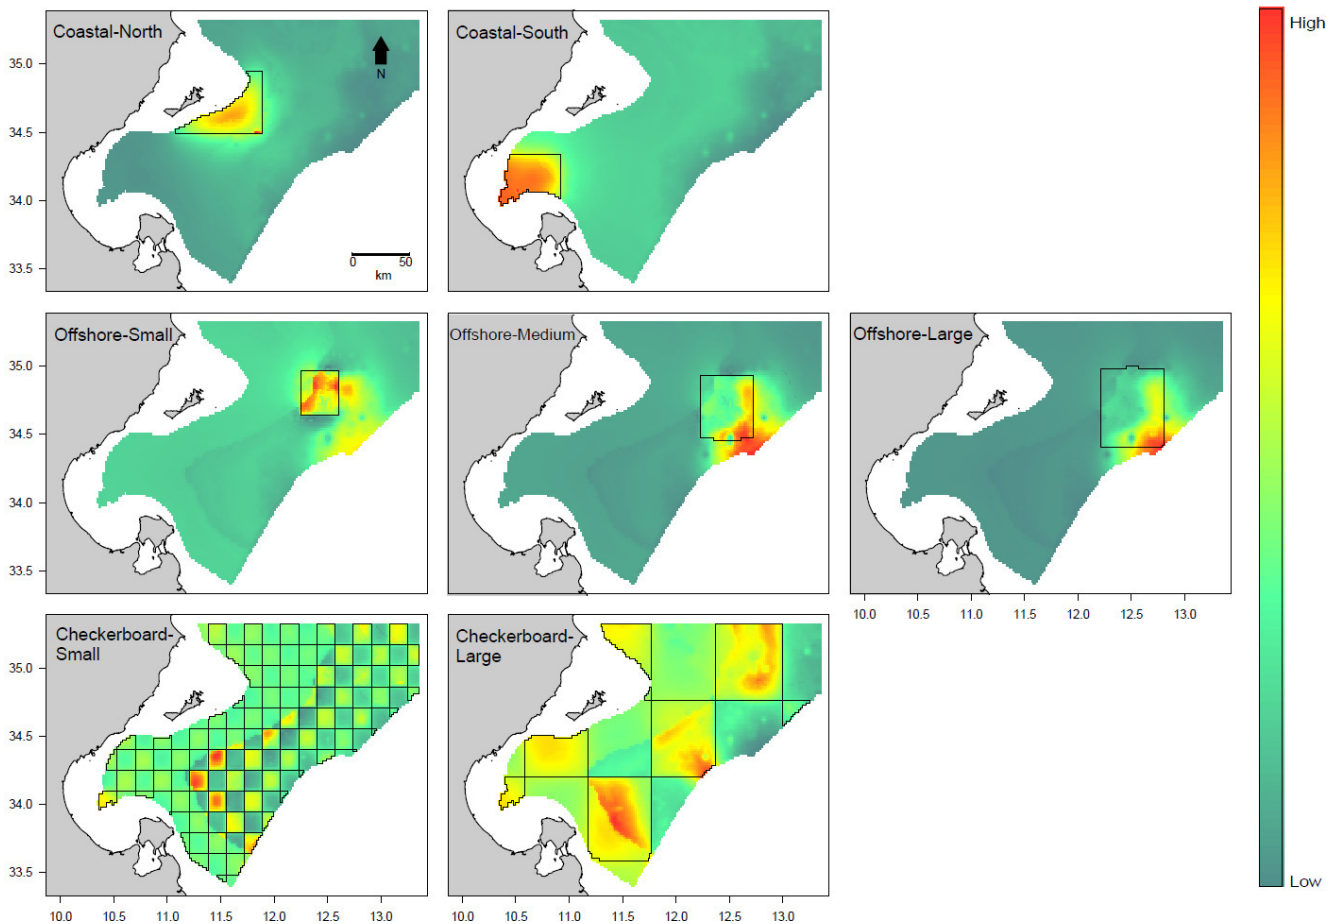 Coastal-North
Coastal-South
High
N
35.0
34.5
34.0
33.5
0 50
km
Offshore-Small
Offshore-Medium
Offshore-Large
35.0
34.5
34.0
33.5
10.0 10.5 11.0 11.5 12.0 12.5 13.0
Checkerboard-
Small
Checkerboard-
Large
35.0
34.5
34.0
33.5
Low
10.0 10.5 11.0 11.5 12.0 12.5 13.0
10.0 10.5 11.0 11.5 12.0 12.5 13.0